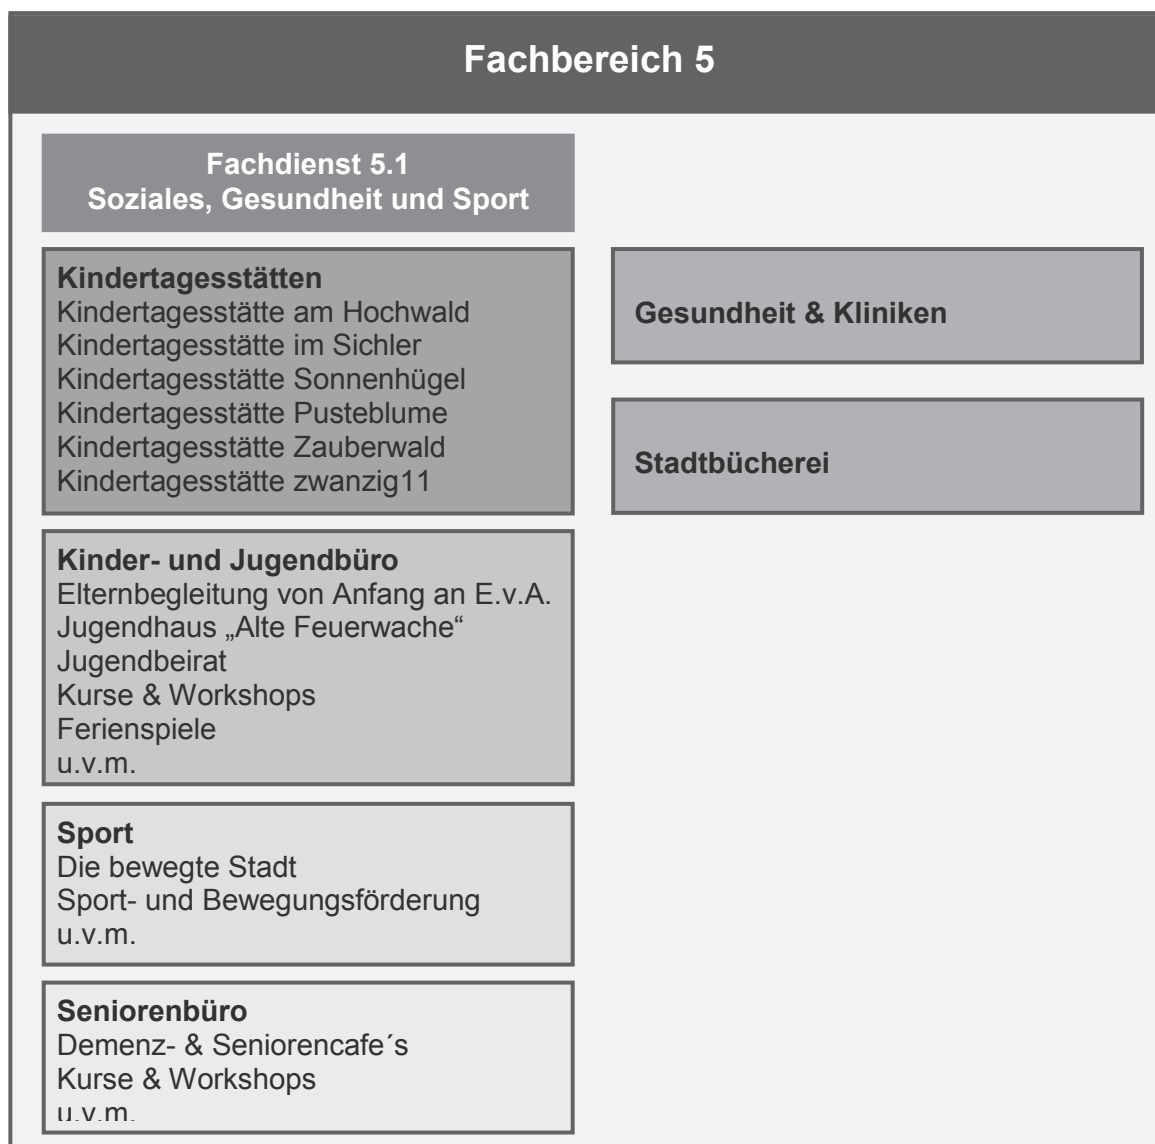 Fachbereich 5
Fachdienst 5.1
Soziales, Gesundheit und Sport
Kindertagesstätten
Kindertagesstätte am Hochwald
Kindertagesstätte im Sichler
Kindertagesstätte Sonnenhügel
Kindertagesstätte Pusteblume
Kindertagesstätte Zauberwald
Kindertagesstätte zwanzig11
Kinder- und Jugendbüro
Elternbegleitung von Anfang an E.v.A.
Jugendhaus „Alte Feuerwache“
Jugendbeirat
Kurse & Workshops
Ferienspiele
u.v.m.
Sport
Die bewegte Stadt
Sport- und Bewegungsförderung
u.v.m.
Seniorenbüro
Demenz- & Seniorencafe´s
Kurse & Workshops
u.v.m.
Gesundheit & Kliniken
Stadtbücherei